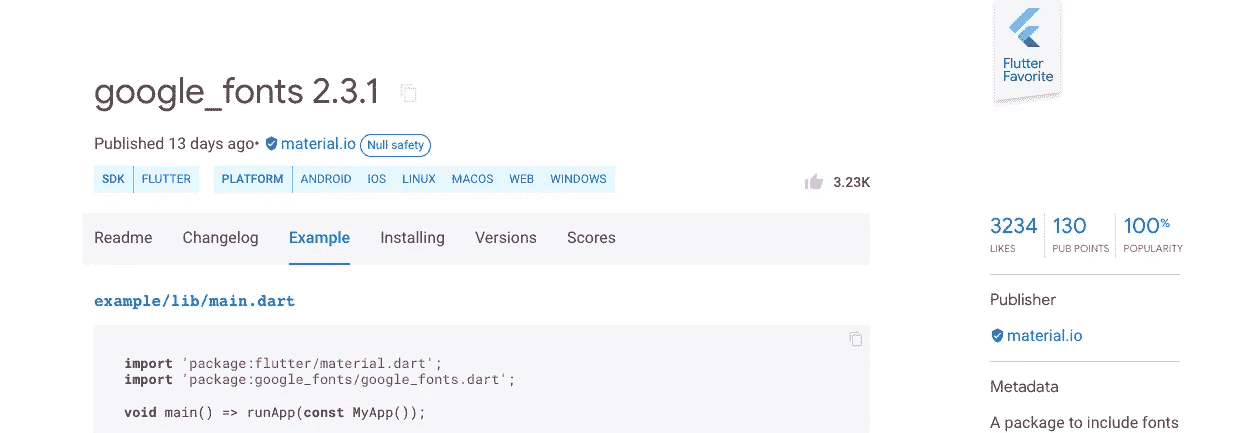 Flutter
Favorite
google_fonts 2.3.1
Published 13 days ago• material.io Null safety
SDK FLUTTER PLATFORM ANDROID IOS LINUX MACOS WEB WINDOWS
3.23K
Readme Changelog Example Installing Versions Scores
example/lib/main.dart
import 'package:flutter/material.dart';
import 'package:google_fonts/google_fonts.dart';
void main() => runApp(const MyApp());
3234 130 100%
LIKES PUB POINTS POPULARITY
Publisher
material.io
Metadata
A package to include fonts